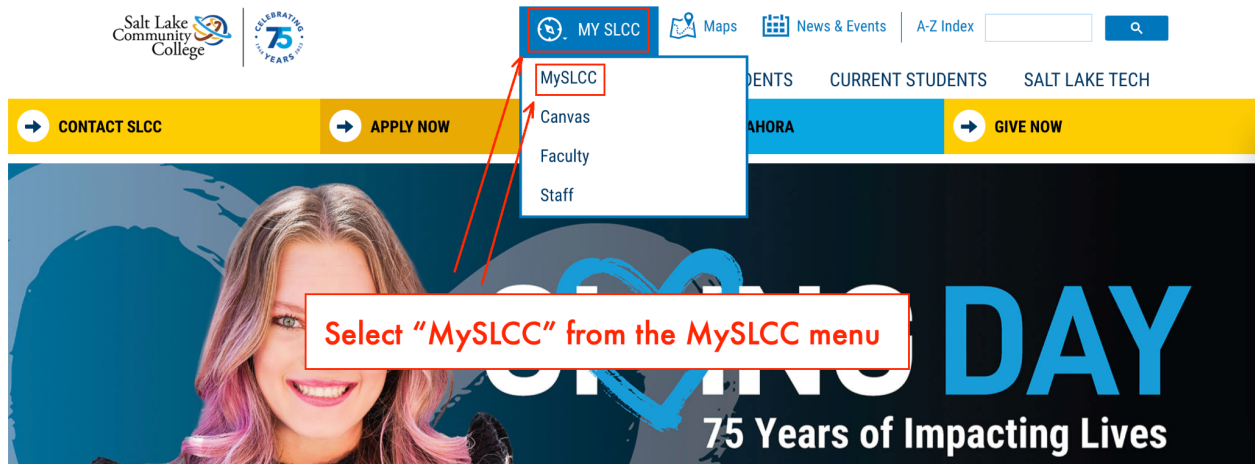 Salt Lake
Community
College
CELEBRATING
75
YEARS
MY SLCC
Maps
News & Events
A-Z Index
MySLCC
Canvas
Faculty
Staff
CURRENT STUDENTS
SALT LAKE TECH
CONTACT SLCC
APPLY NOW
AHORA
GIVE NOW
Select “MySLCC” from the MySLCC menu
DAY
75 Years of Impacting Lives